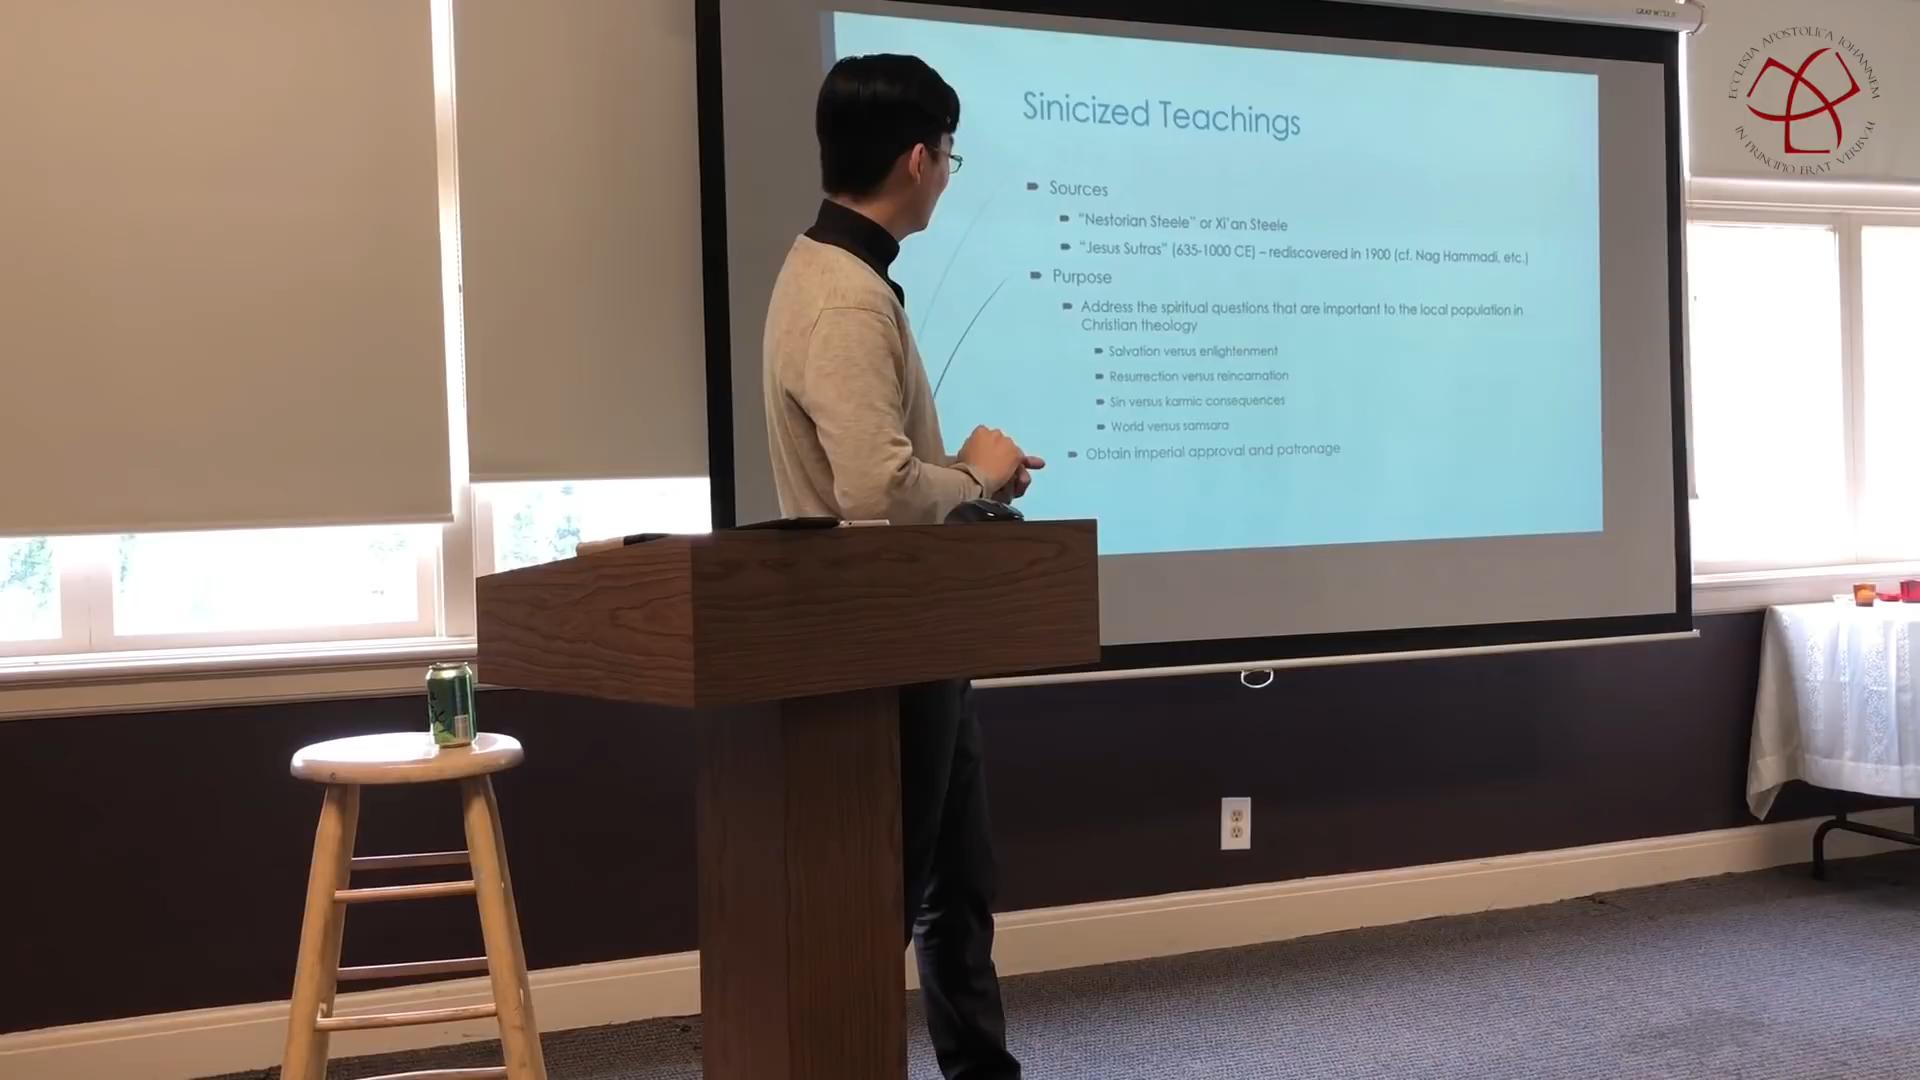 Sinicized Teachings
Sources
"Nestorian Steele" or Xi'an Steele
"Jesus Sutras" (635-1000 CE) – rediscovered in 1900 (cf. Nag Hammadi, etc.)
Purpose
Address the spiritual questions that are important to the local population in
Christian theology
Salvation versus enlightenment
Resurrection versus reincarnation
Sin versus karmic consequences
World versus samsara
Obtain imperial approval and patronage
ECCLESIA APOSTOLICA IOHANNEM
IN PRINCIPIO ERAT VERBVM